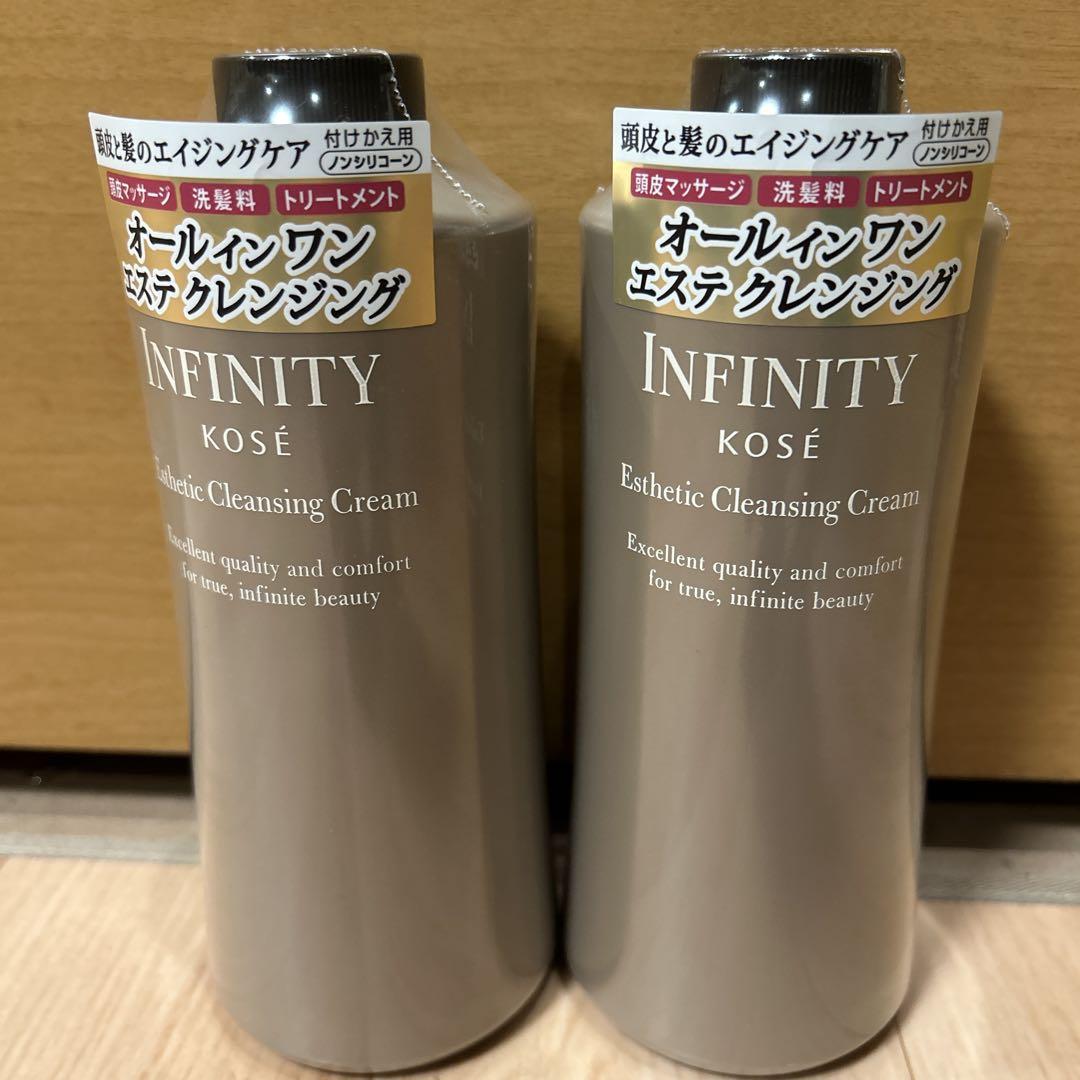 頭皮と髪のエイジングケア 付けかえ用
ノンシリコーン
頭皮マッサージ 洗髪料 トリートメント
オールインワン
エステ クレンジング
INFINITY
KOSÉ
Esthetic Cleansing Cream
Excellent quality and comfort
for true, infinite beauty
頭皮と髪のエイジングケア 付けかえ用
ノンシリコーン
頭皮マッサージ 洗髪料 トリートメント
オールインワン
エステ クレンジング
INFINITY
KOSÉ
Esthetic Cleansing Cream
Excellent quality and comfort
for true, infinite beauty